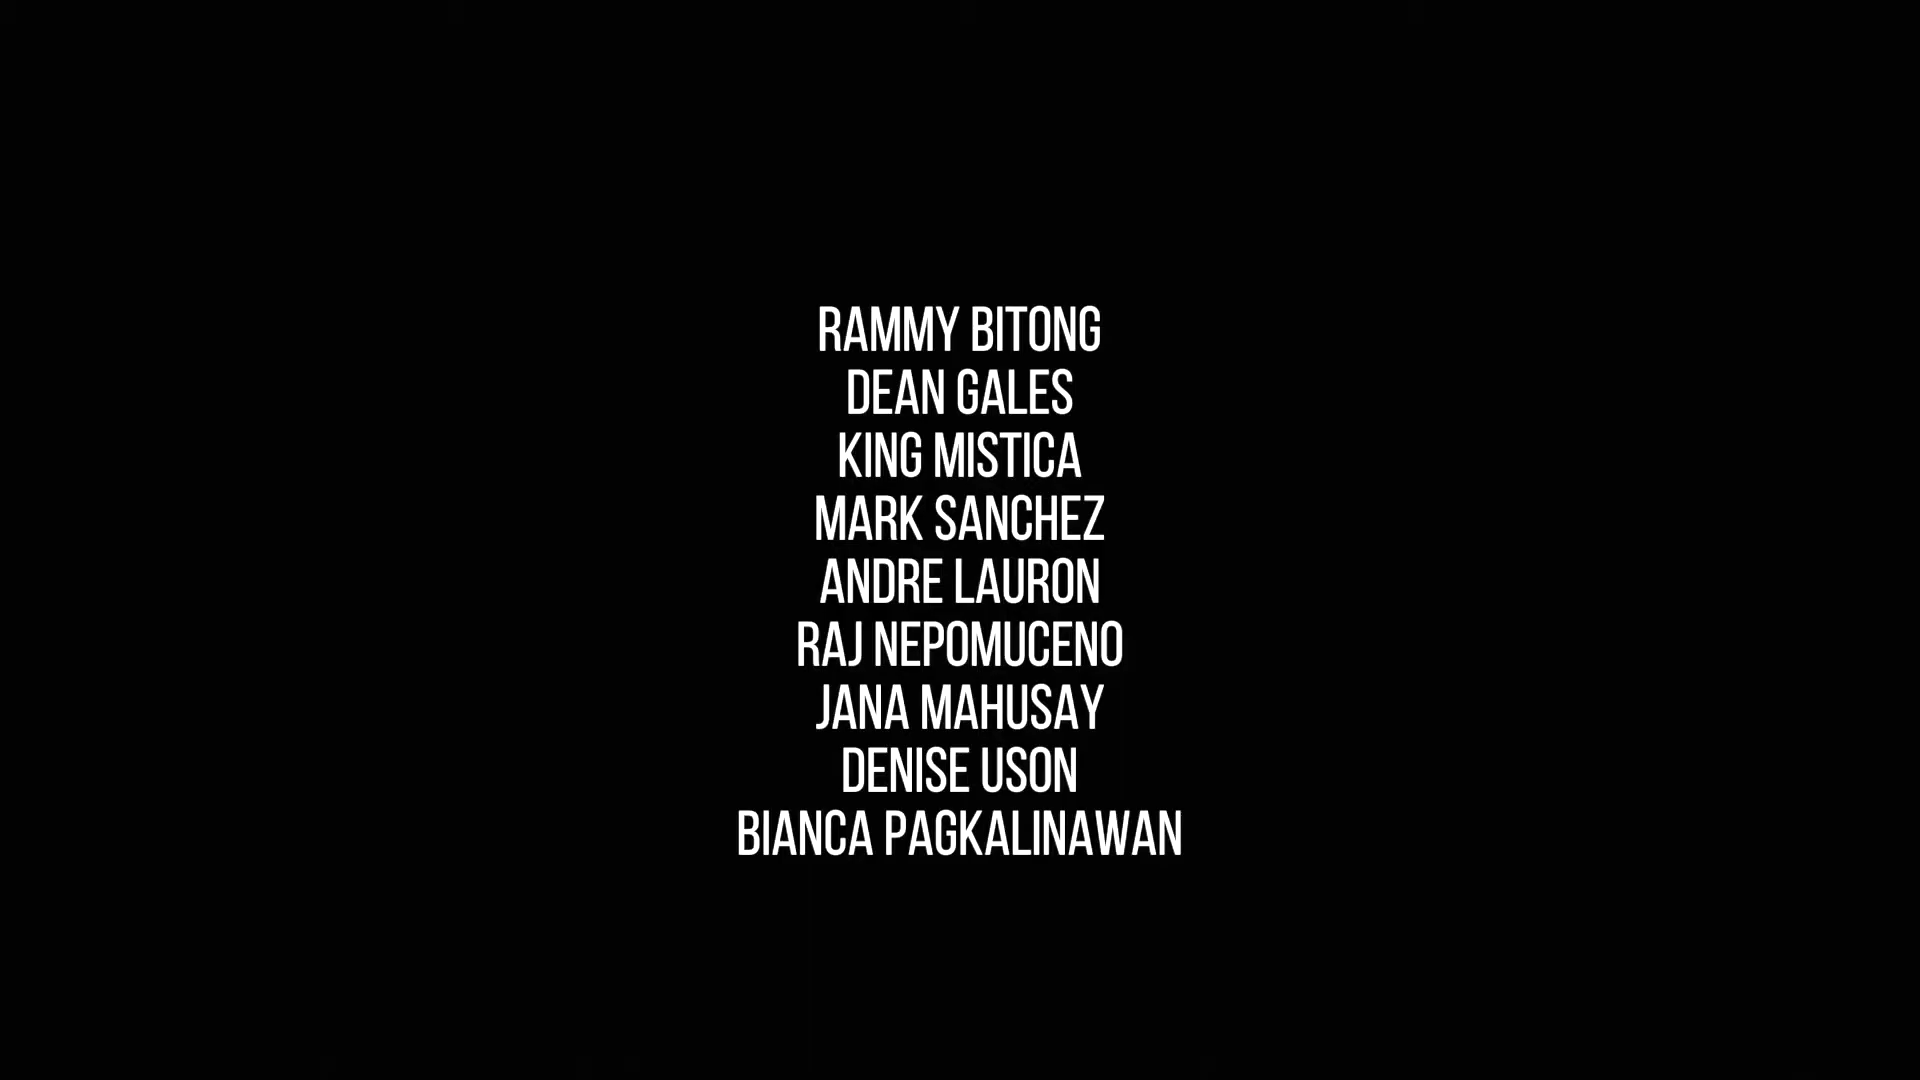 RAMMY BITONG
DEAN GALES
KING MISTICA
MARK SANCHEZ
ANDRE LAURON
RAJ NEPOMUCENO
JANA MAHUSAY
DENISE USON
BIANCA PAGKALINAWAN